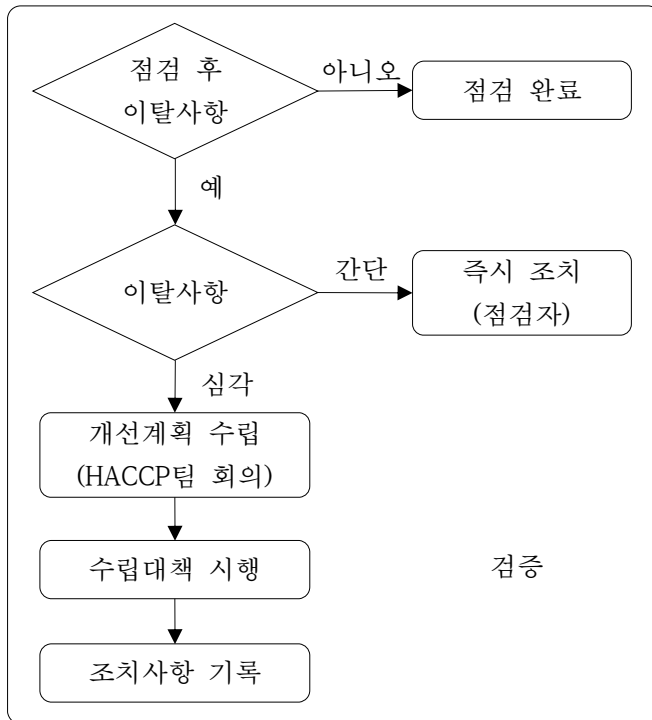 점검 후
이탈사항
아니오
점검 완료
예
이탈사항
간단
즉시 조치
(점검자)
심각
개선계획 수립
(HACCP팀 회의)
수립대책 시행
검증
조치사항 기록